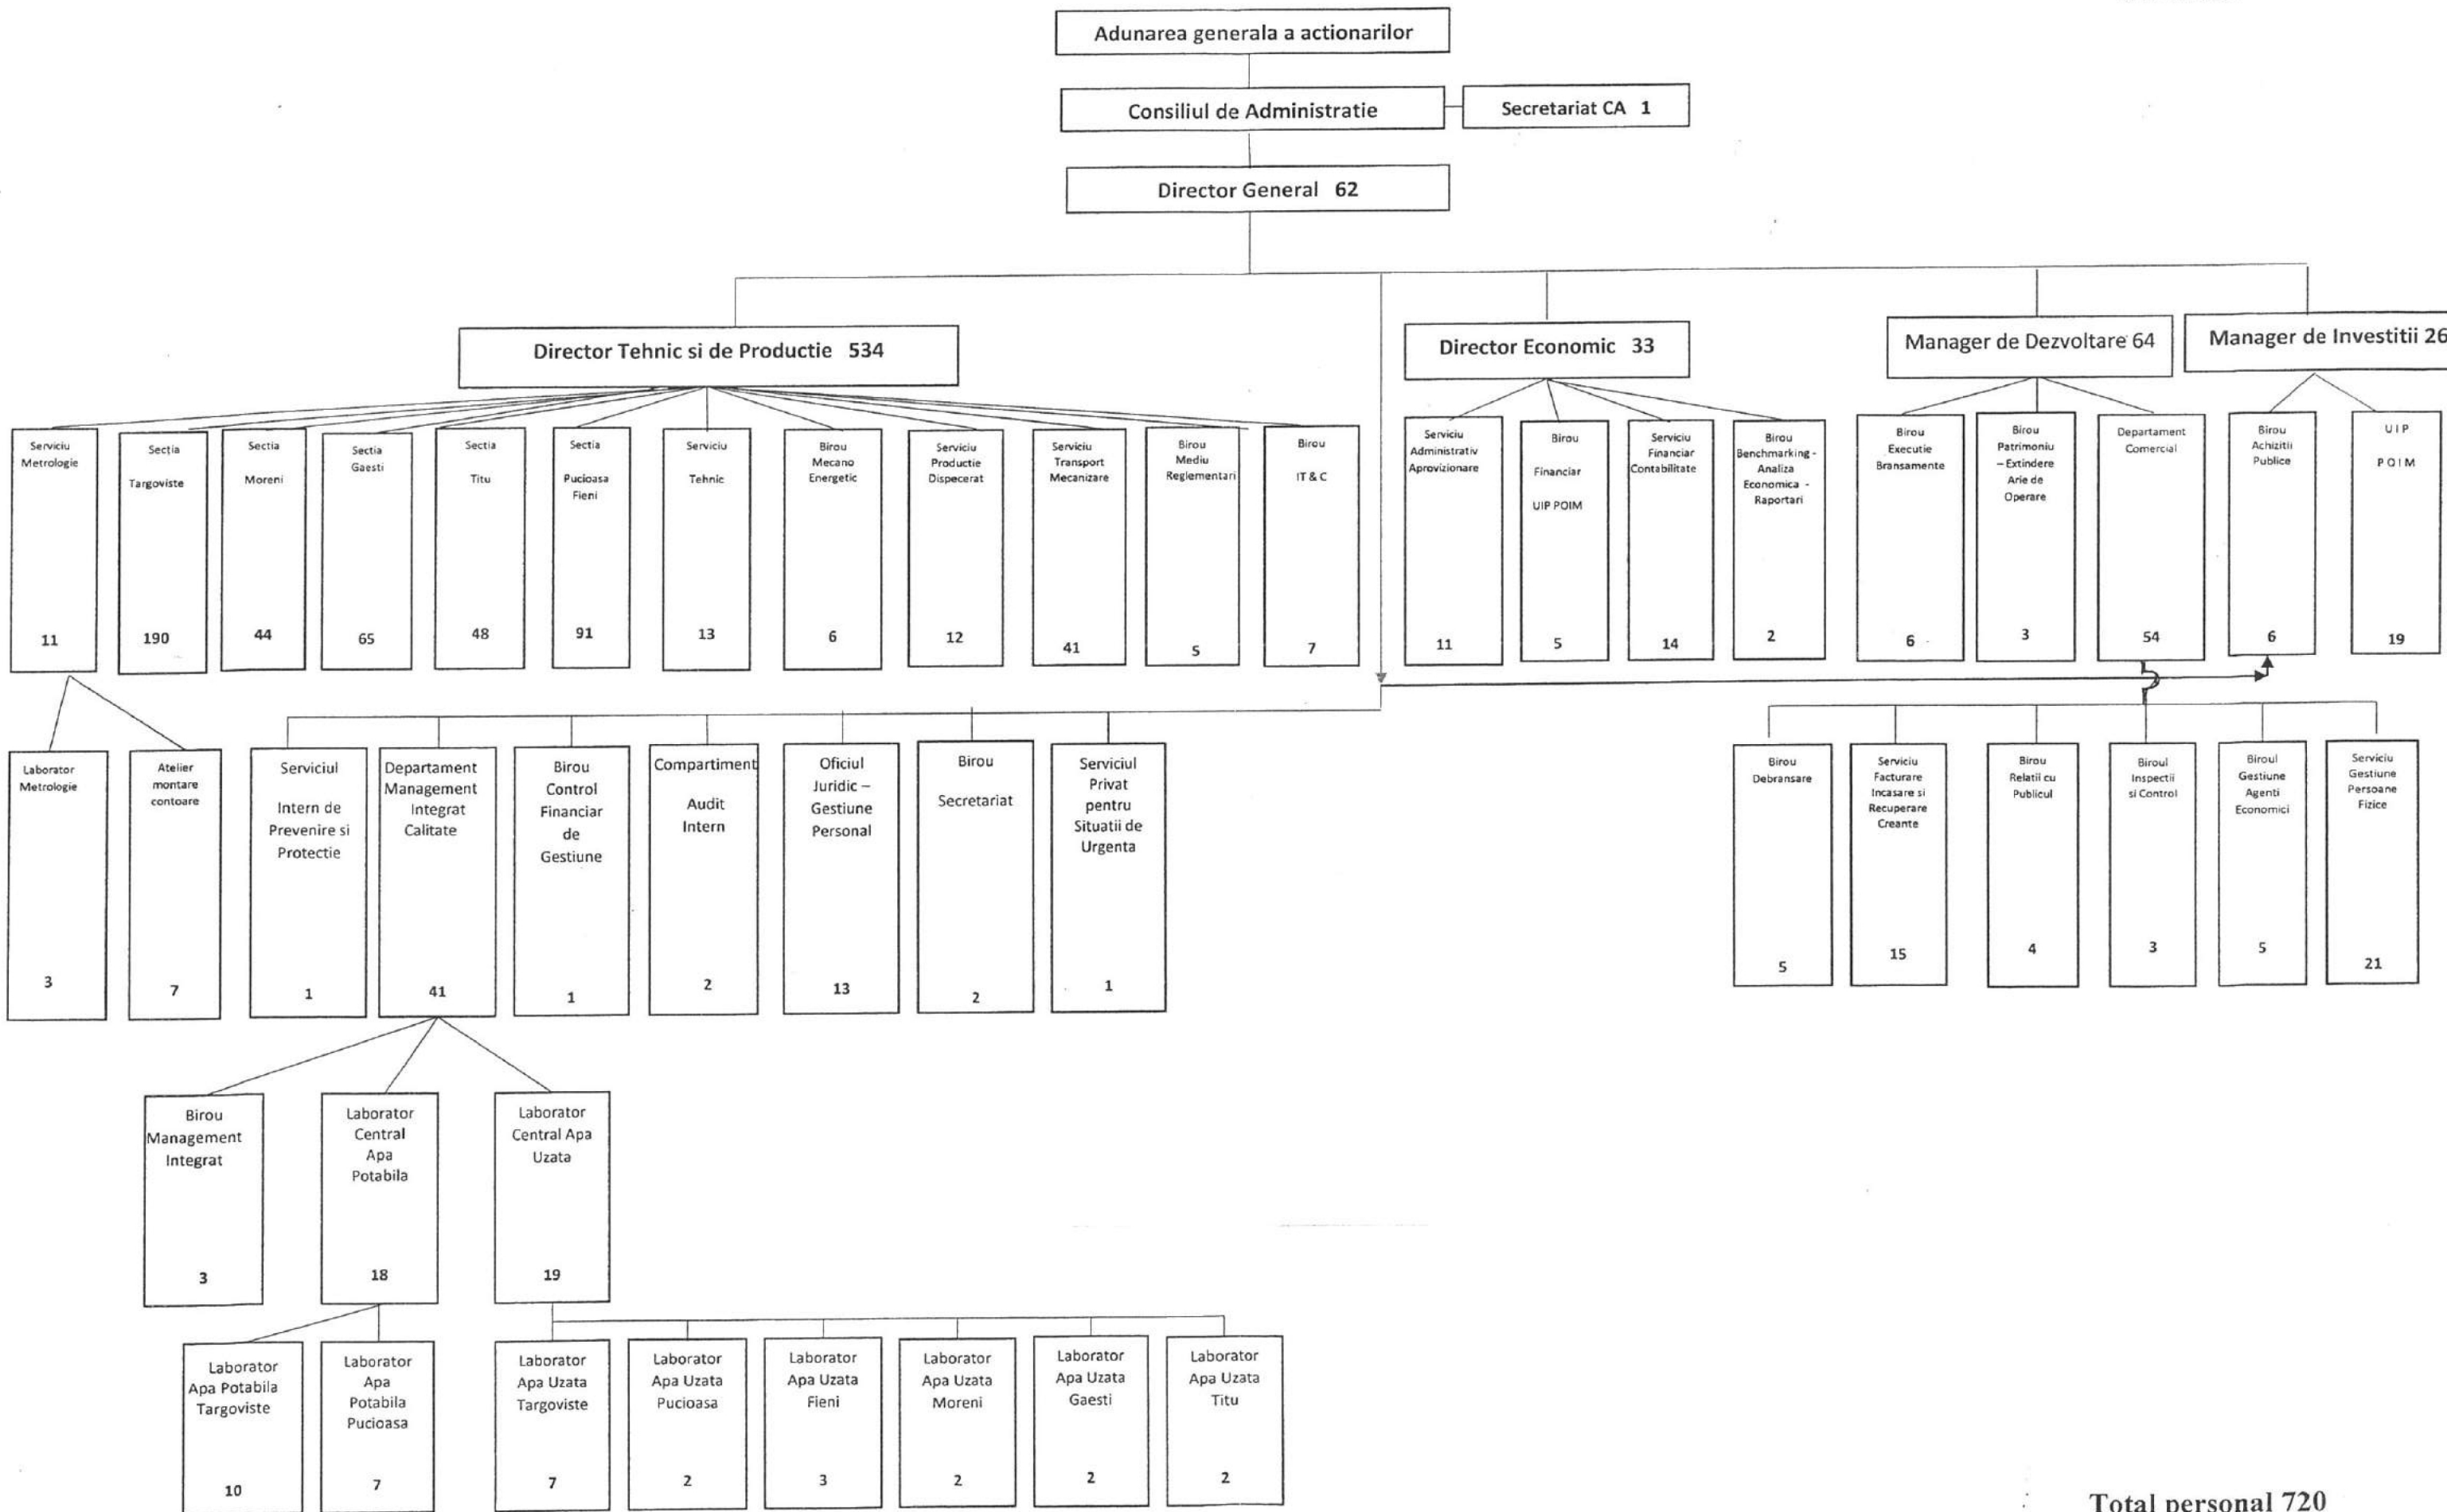 Adunarea generala a actionarilor
Consiliul de Administratie
Secretariat CA 1
Director General 62
Director Tehnic si de Productie 534
Director Economic 33
Manager de Dezvoltare 64
Manager de Investitii 26
Serviciu
Metrologie
11
Sectia
Targoviste
190
Sectia
Moreni
44
Sectia
Gaesti
65
Sectia
Titu
48
Sectia
Pucioasa
Fieni
91
Serviciu
Tehnic
13
Birou
Mecano
Energetic
6
Serviciu
Productie
Dispecerat
12
Serviciu
Transport
Mecanizare
41
Birou
Mediu
Reglementari
5
Birou
IT & C
7
Serviciu
Administrativ
Aprovizionare
11
Birou
Financiar
UIP POIM
5
Serviciu
Financiar
Contabilitate
14
Birou
Benchmarking -
Analiza
Economica -
Raportari
2
Birou
Executie
Bransamente
6
Birou
Patrimoniu
– Extindere
Arie de
Operare
3
Departament
Comercial
54
Birou
Achizitii
Publice
6
U I P
P O I M
19
Laborator
Metrologie
3
Atelier
montare
contoare
7
Serviciul
Intern de
Prevenire si
Protectie
1
Departament
Management
Integrat
Calitate
41
Birou
Control
Financiar
de
Gestiune
1
Compartiment
Audit
Intern
2
Oficiul
Juridic –
Gestiune
Personal
13
Birou
Secretariat
2
Serviciul
Privat
pentru
Situatii de
Urgenta
1
Birou
Debransare
5
Serviciu
Facturare
Incasare si
Recuperare
Creante
15
Birou
Relatii cu
Publicul
4
Biroul
Inspectii
si Control
3
Biroul
Gestiune
Agenti
Economici
5
Serviciu
Gestiune
Persoane
Fizice
21
Birou
Management
Integrat
3
Laborator
Central
Apa
Potabila
18
Laborator
Central Apa
Uzata
19
Laborator
Apa Potabila
Targoviste
10
Laborator
Apa
Potabila
Pucioasa
7
Laborator
Apa Uzata
Targoviste
7
Laborator
Apa Uzata
Pucioasa
2
Laborator
Apa Uzata
Fieni
3
Laborator
Apa Uzata
Moreni
2
Laborator
Apa Uzata
Gaesti
2
Laborator
Apa Uzata
Titu
2
Total personal 720